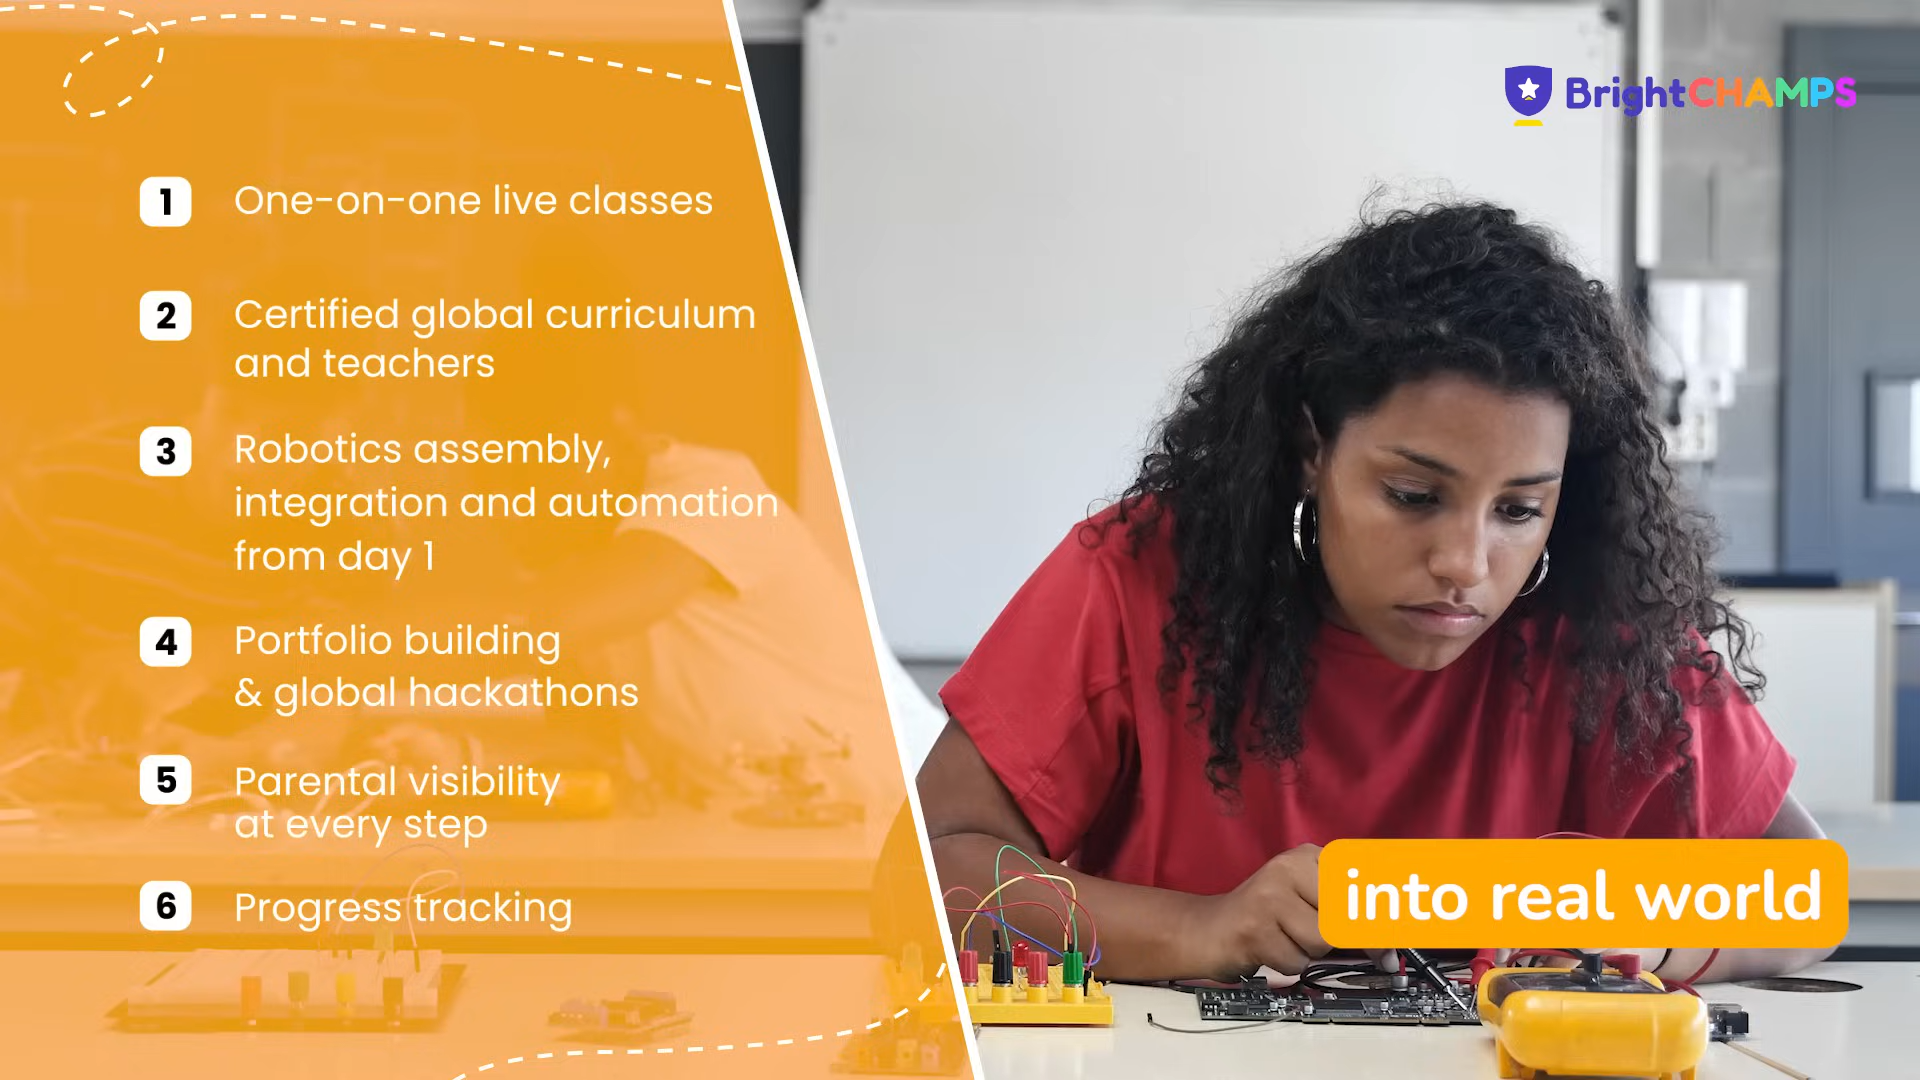 BrightCHAMPS
1 One-on-one live classes
2 Certified global curriculum
and teachers
3 Robotics assembly,
integration and automation
from day 1
4 Portfolio building
& global hackathons
5 Parental visibility
at every step
6 Progress tracking
into real world